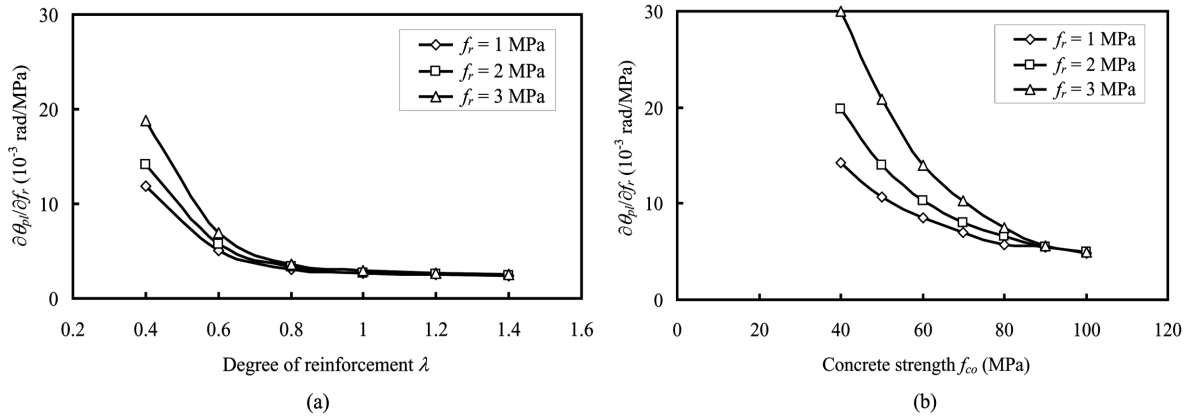 30
20
10
0
0.2
0.4
0.6
0.8
1
1.2
1.4
1.6
∂θpl/∂fr (10-3 rad/MPa)
Degree of reinforcement λ
fr = 1 MPa
fr = 2 MPa
fr = 3 MPa
(a)
30
20
10
0
0
20
40
60
80
100
120
∂θpl/∂fr (10-3 rad/MPa)
Concrete strength fco (MPa)
fr = 1 MPa
fr = 2 MPa
fr = 3 MPa
(b)